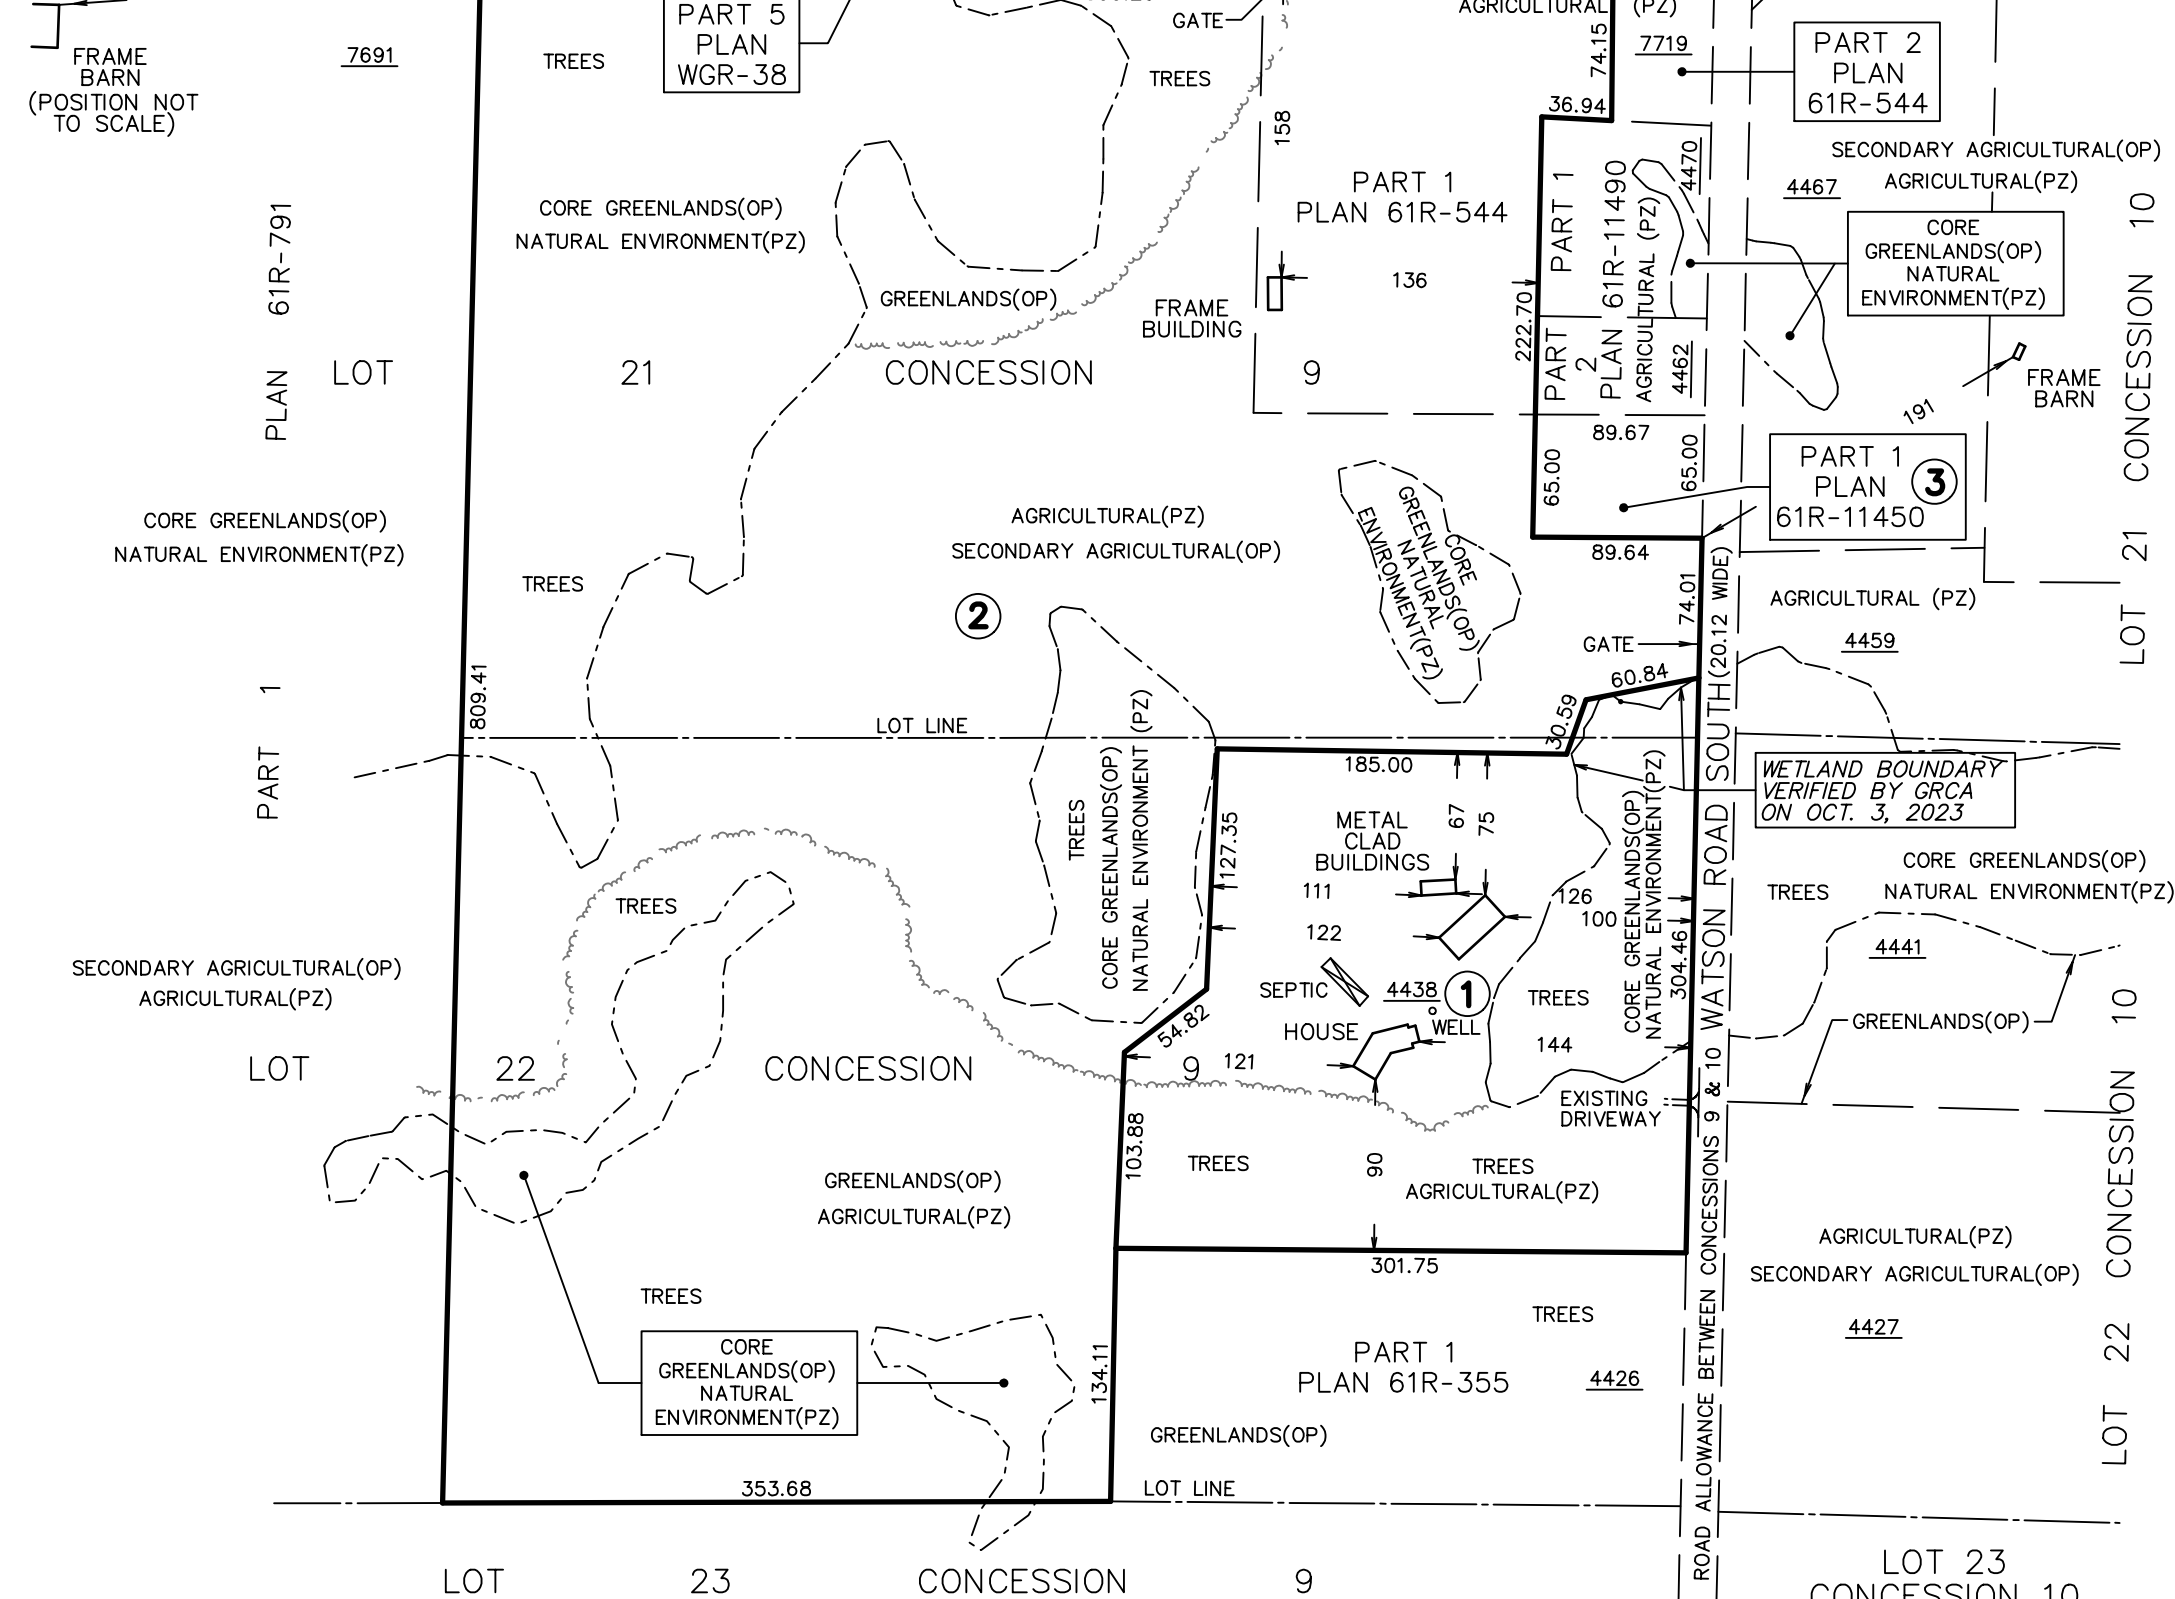 FRAME
BARN
(POSITION NOT
TO SCALE)
7691
TREES
PART 5
PLAN
WGR-38
GATE
TREES
AGRICULTURAL (PZ)
74.15
7719
PART 2
PLAN
61R-544
36.94
158
PART 1
PLAN 61R-544
4470
SECONDARY AGRICULTURAL(OP)
AGRICULTURAL(PZ)
4467
CORE GREENLANDS(OP)
NATURAL ENVIRONMENT(PZ)
PART 1
PLAN 61R-11490
AGRICULTURAL (PZ)
CORE
GREENLANDS(OP)
NATURAL
ENVIRONMENT(PZ)
PLAN 61R-791
GREENLANDS(OP)
FRAME
BUILDING
136
222.70
PART
2
PLAN
4462
FRAME
BARN
191
LOT 21 CONCESSION 9
LOT 21 CONCESSION 10
89.67
65.00
65.00
PART 1
PLAN
61R-11450
3
CORE GREENLANDS(OP)
NATURAL ENVIRONMENT(PZ)
AGRICULTURAL(PZ)
SECONDARY AGRICULTURAL(OP)
CORE
GREENLANDS(OP)
NATURAL
ENVIRONMENT(PZ)
89.64
TREES
2
74.01
AGRICULTURAL (PZ)
4459
GATE
60.84
30.59
PART 1
809.41
LOT LINE
185.00
WATSON ROAD SOUTH(20.12 WIDE)
WETLAND BOUNDARY
VERIFIED BY GRCA
ON OCT. 3, 2023
TREES
CORE GREENLANDS(OP)
NATURAL ENVIRONMENT (PZ)
127.35
METAL
CLAD
BUILDINGS
67
75
111
122
126
100
CORE GREENLANDS(OP)
NATURAL ENVIRONMENT(PZ)
304.46
CORE GREENLANDS(OP)
TREES NATURAL ENVIRONMENT(PZ)
4441
TREES
SECONDARY AGRICULTURAL(OP)
AGRICULTURAL(PZ)
SEPTIC
4438
1
TREES
HOUSE
WELL
54.82
144
GREENLANDS(OP)
LOT 22 CONCESSION 9
121
EXISTING
DRIVEWAY
103.88
TREES
90
TREES
AGRICULTURAL(PZ)
GREENLANDS(OP)
AGRICULTURAL(PZ)
301.75
AGRICULTURAL(PZ)
SECONDARY AGRICULTURAL(OP)
4427
TREES
TREES
CORE
GREENLANDS(OP)
NATURAL
ENVIRONMENT(PZ)
134.11
PART 1
PLAN 61R-355
4426
GREENLANDS(OP)
LOT LINE
353.68
ROAD ALLOWANCE BETWEEN CONCESSIONS 9 & 10
LOT 22 CONCESSION 10
LOT 23 CONCESSION 9
LOT 23
CONCESSION 10